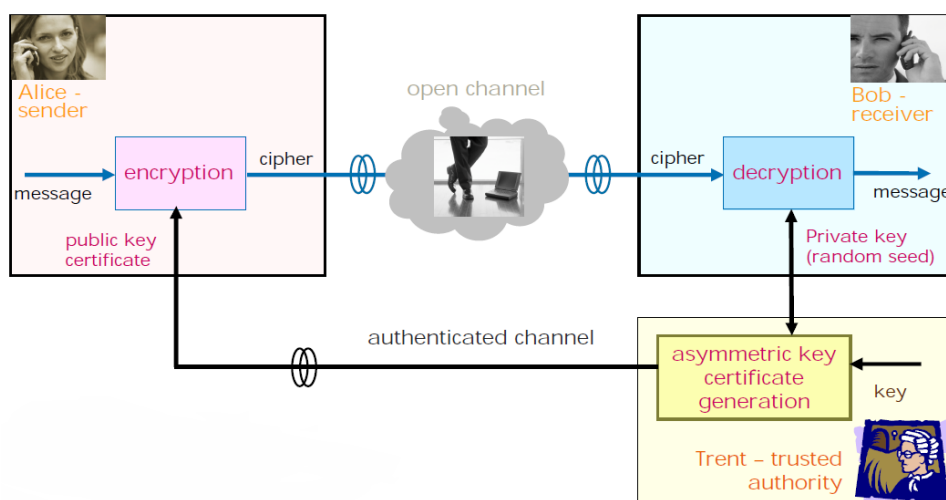 Alice -
sender
open channel
Bob -
receiver
message
encryption
cipher
cipher
decryption
message
public key
certificate
Private key
(random seed)
authenticated channel
asymmetric key
certificate
generation
key
Trent – trusted
authority